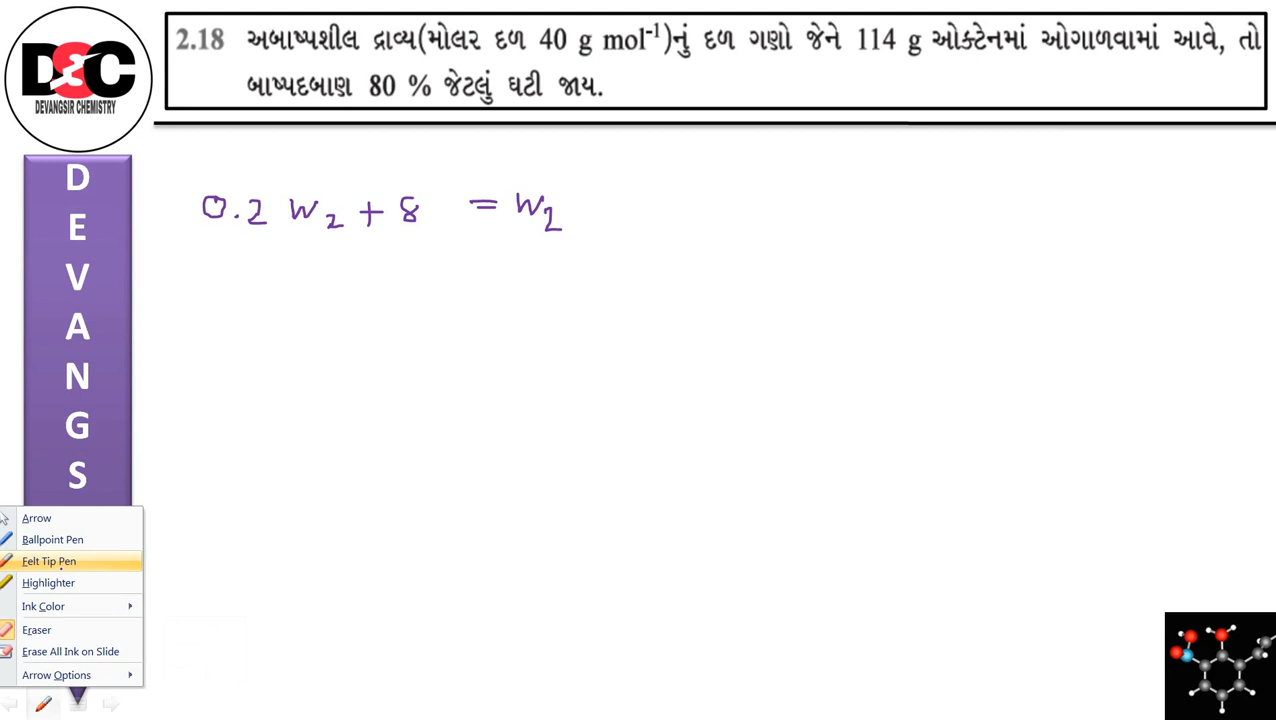 DEC
DEVANGSIR CHEMISTRY
2.18 અબાષ્પશીલ દ્રાવ્ય(મોલર દળ 40 g mol⁻¹)નું દળ ગણો જેને 114 g ઓક્ટેનમાં ઓગાળવામાં આવે, તો
બાષ્પદબાણ 80 % જેટલું ઘટી જાય.
0.2 w₂ + 8 = w₂
D
E
V
A
N
G
S
Arrow
Ballpoint Pen
Felt Tip Pen
Highlighter
Ink Color
Eraser
Erase All Ink on Slide
Arrow Options